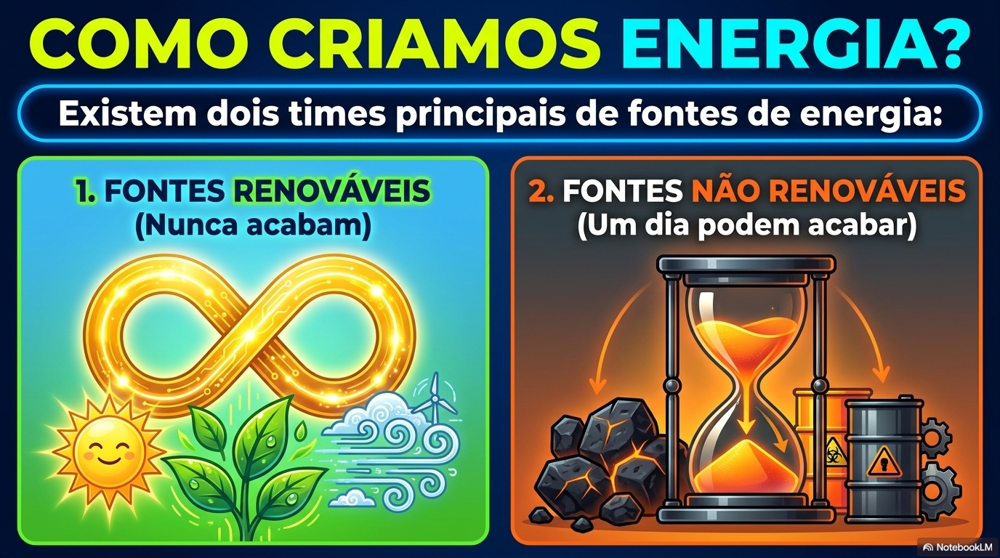 COMO CRIAMOS ENERGIA?
Existem dois times principais de fontes de energia:
1. FONTES RENOVÁVEIS
(Nunca acabam)
2. FONTES NÃO RENOVÁVEIS
(Um dia podem acabar)
NotebookLM